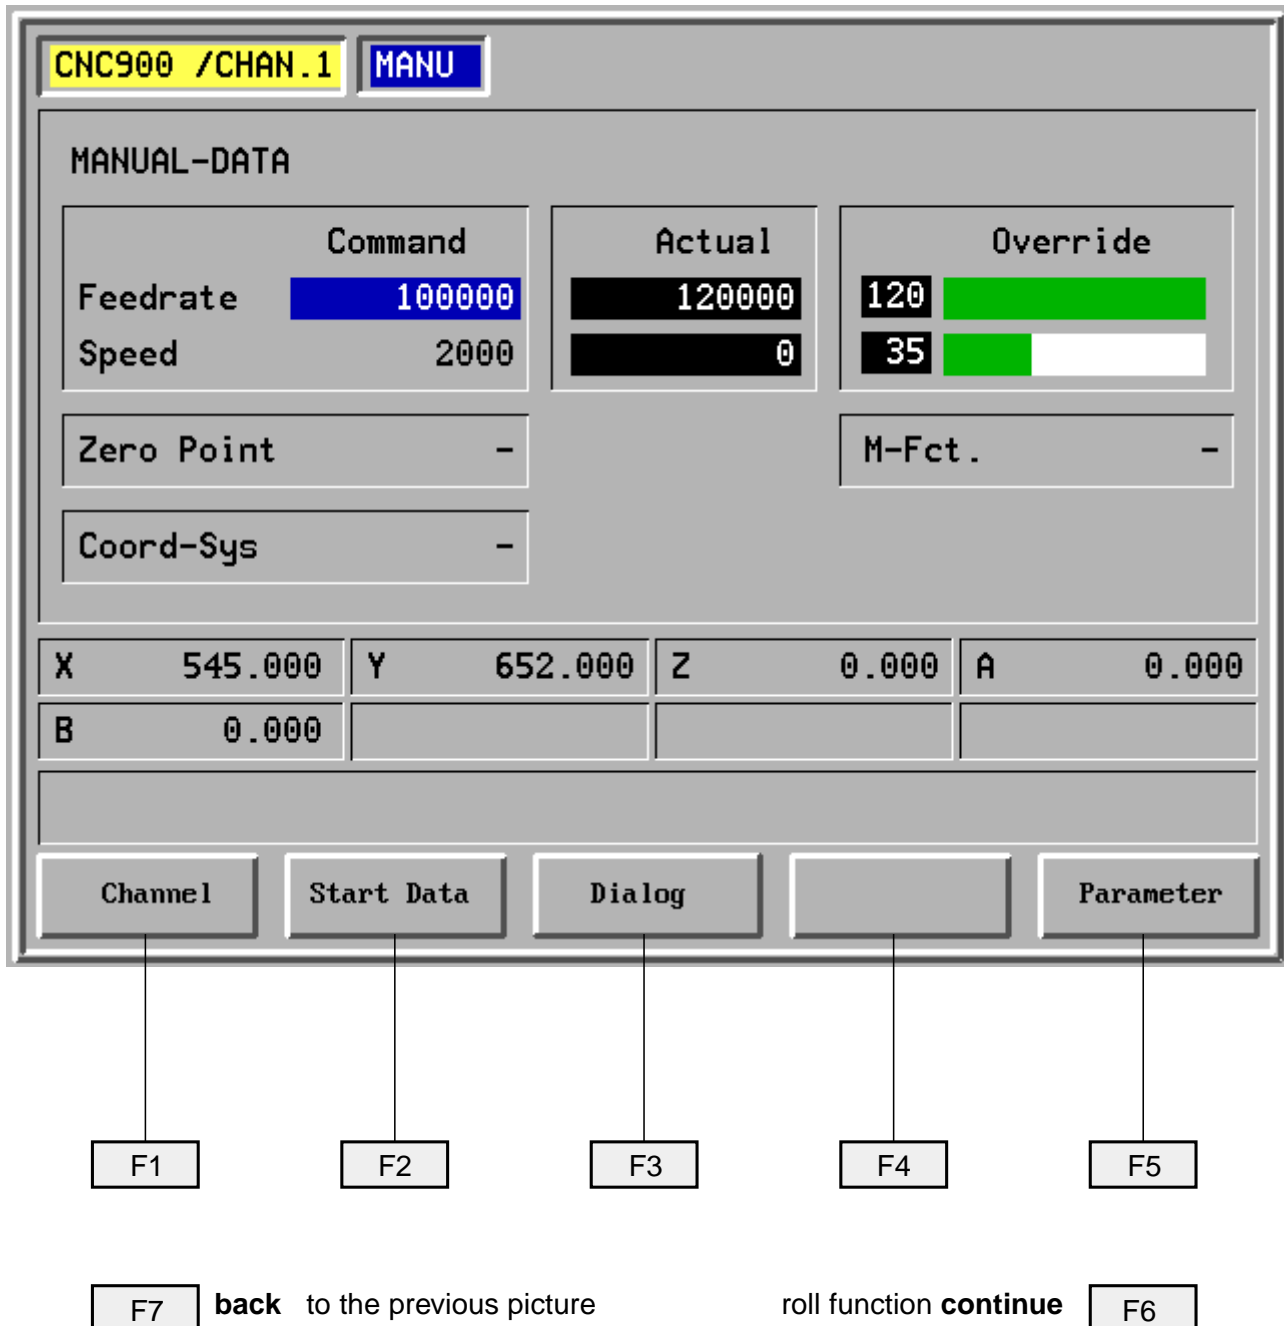 CNC900 /CHAN.1 MANU
MANUAL-DATA
Command Actual Override
Feedrate 100000 120000 120
Speed 2000 0 35
Zero Point - M-Fct. -
Coord-Sys -
X 545.000 Y 652.000 Z 0.000 A 0.000
B 0.000
Channel Start Data Dialog Parameter
F1 F2 F3 F4 F5
F7 back to the previous picture roll function continue F6